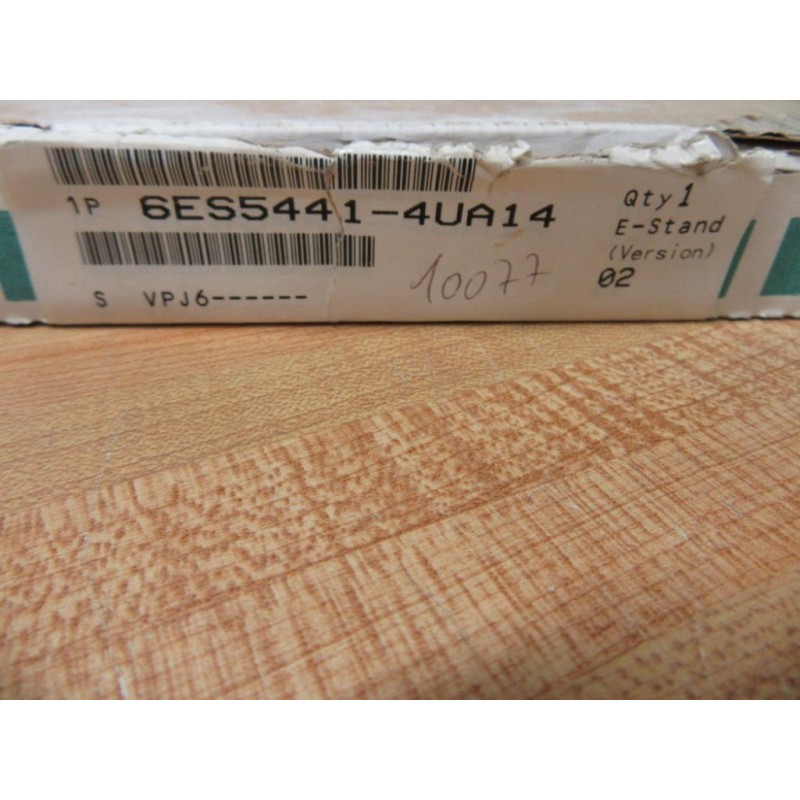 1P 6ES5441-4UA14
Qty 1
E-Stand
(Version)
02
S VPJ6------
10077